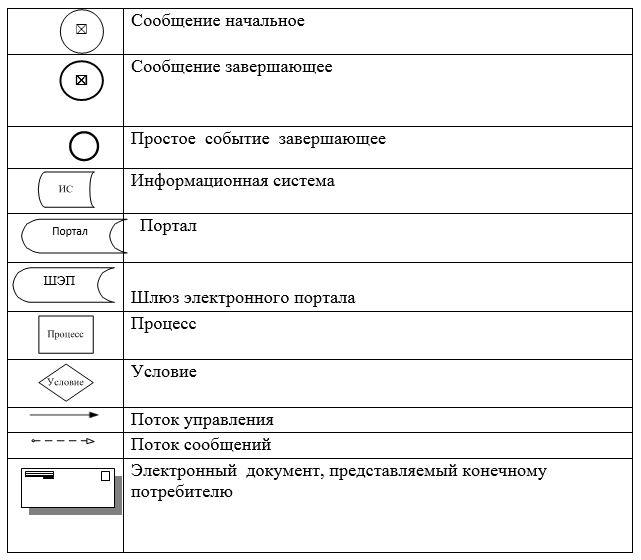 Сообщение начальное
Сообщение завершающее
Простое событие завершающее
ИС
Информационная система
Портал
Портал
ШЭП
Шлюз электронного портала
Процесс
Процесс
Условие
Условие
Поток управления
Поток сообщений
Электронный документ, представляемый конечному
потребителю